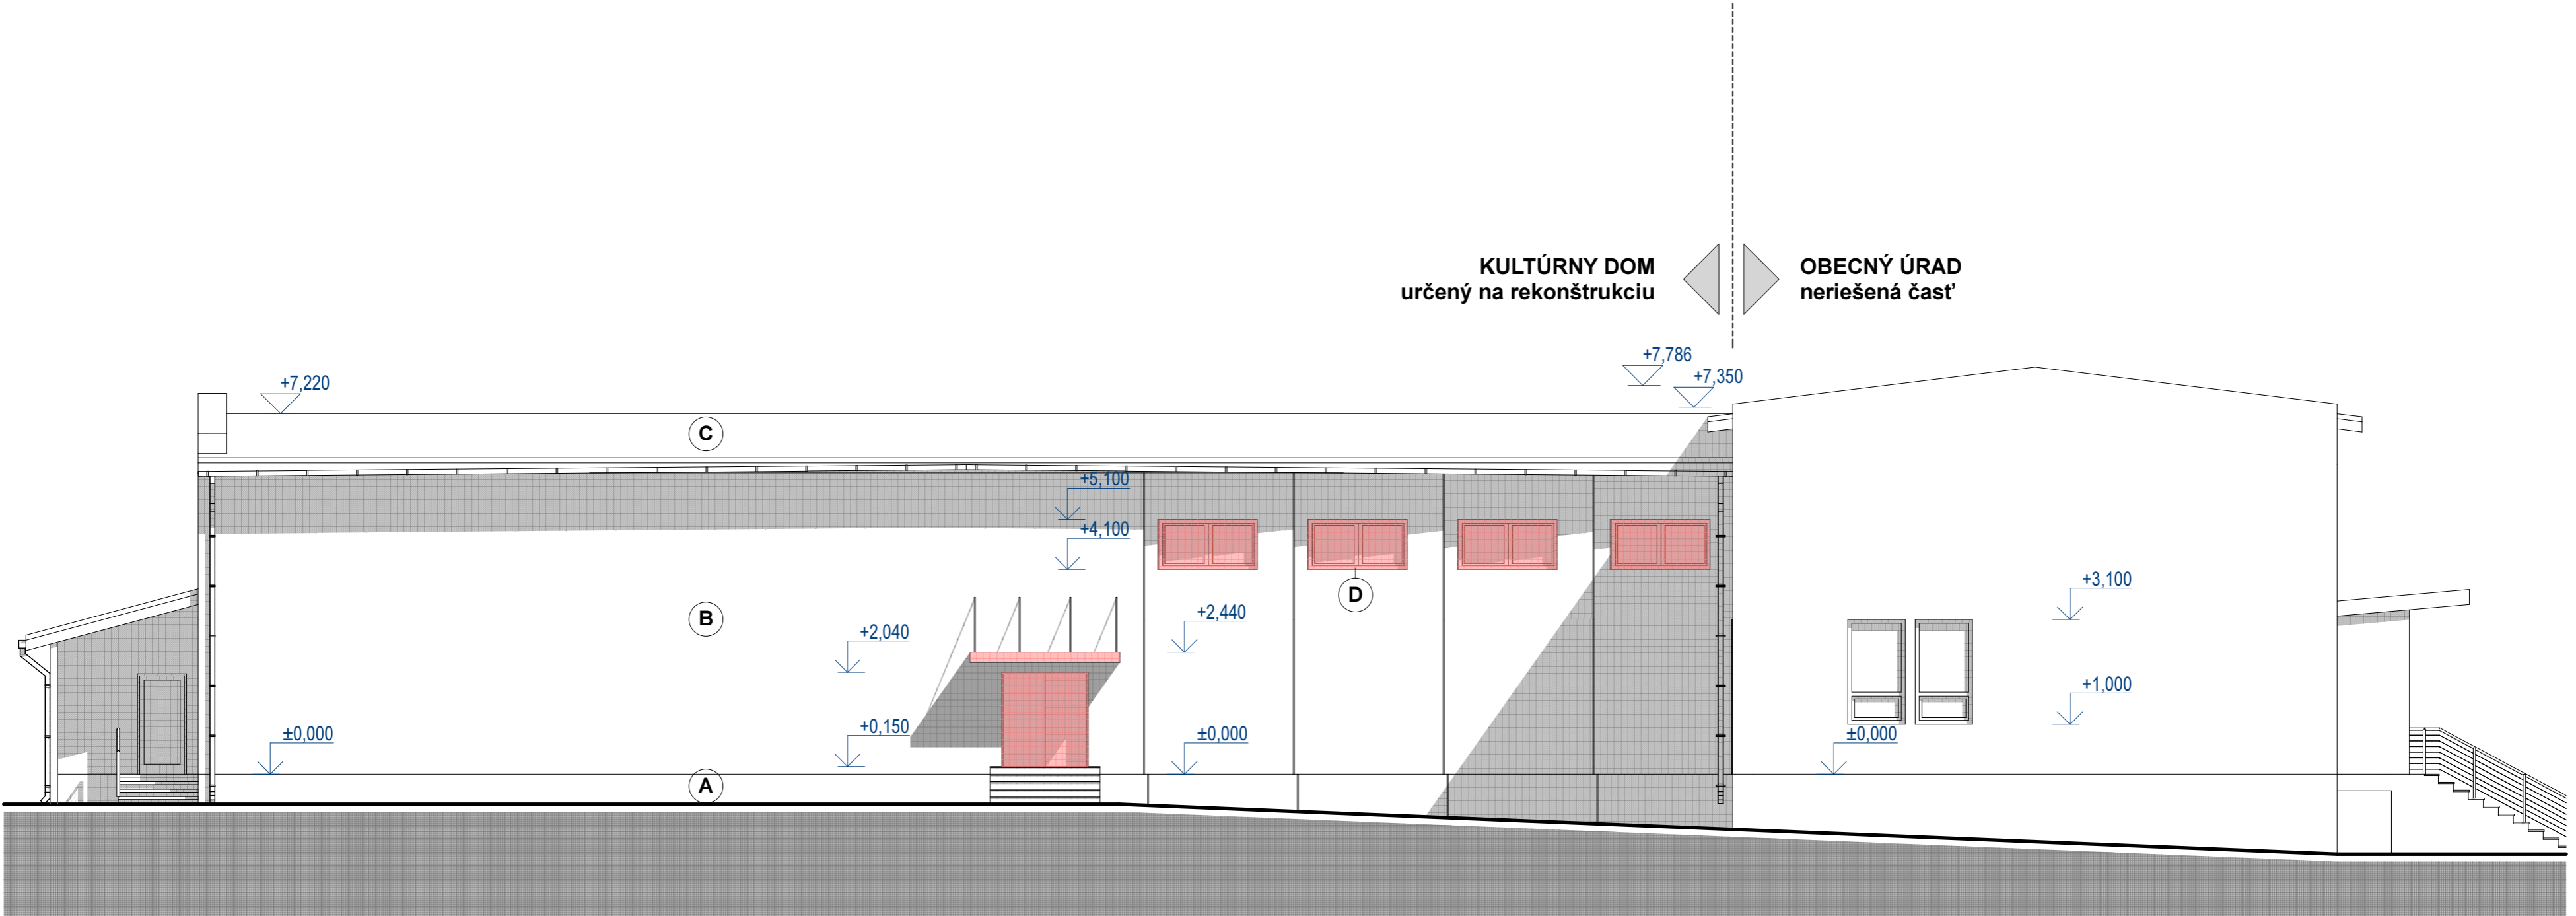 KULTÚRNY DOM
určený na rekonštrukciu
OBECNÝ ÚRAD
neriešená časť
+7,786
+7,350
+7,220
C
+5,100
+4,100
D
+3,100
B
+2,440
+2,040
+1,000
+0,150
±0,000
±0,000
±0,000
A